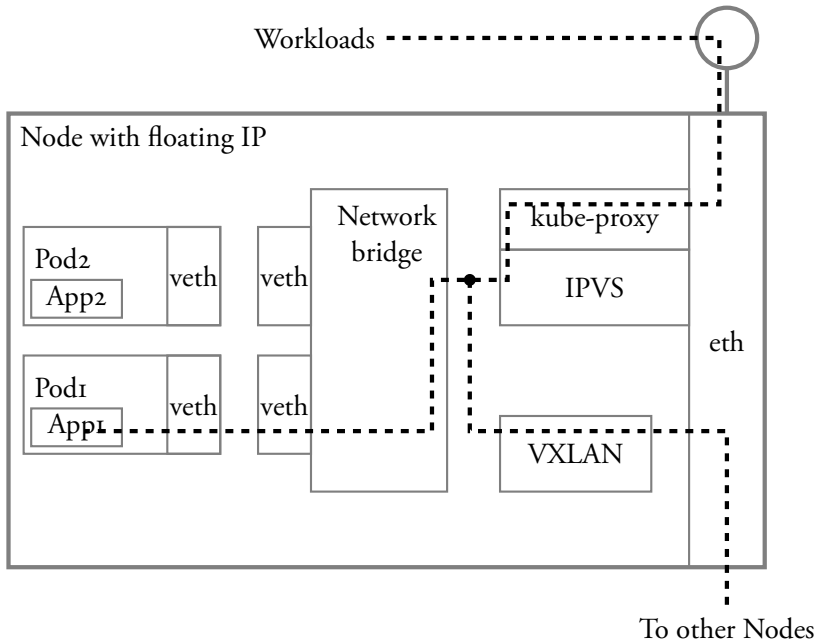 Workloads
Node with floating IP
Network
bridge
kube-proxy
Pod2
App2
veth
veth
IPVS
eth
Pod1
App1
veth
veth
VXLAN
To other Nodes